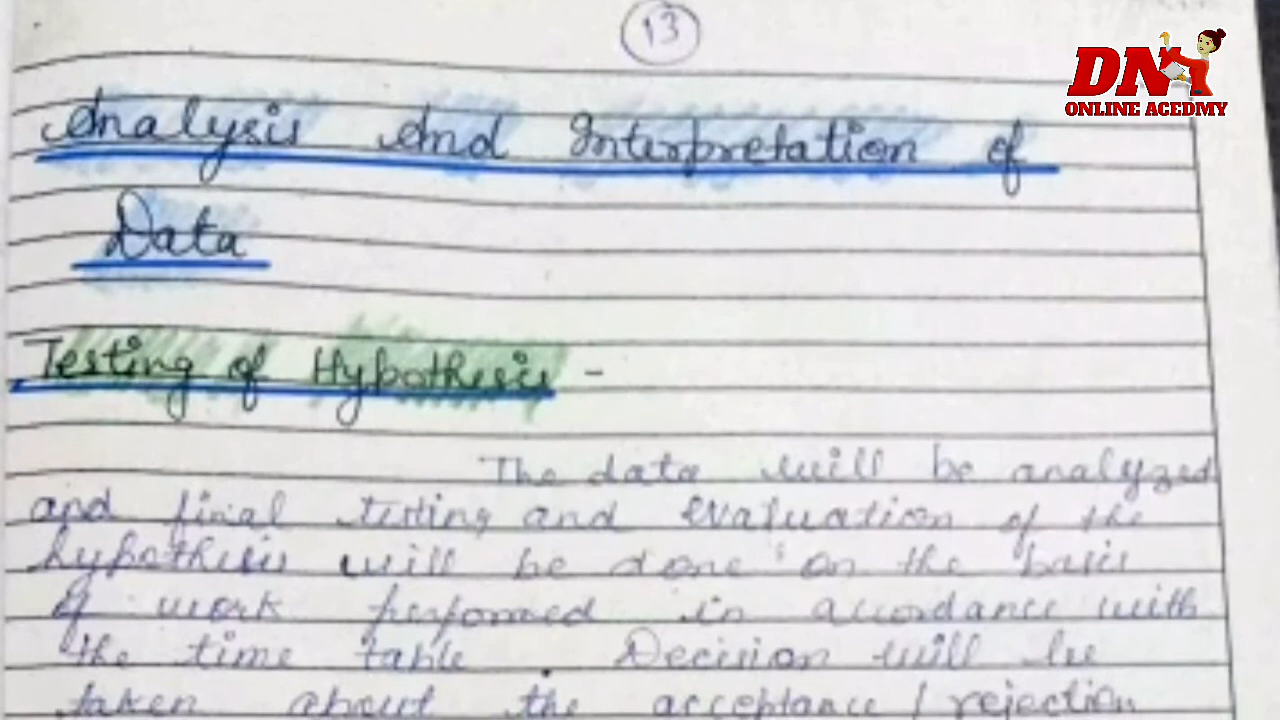 13
DN
ONLINE ACEDMY
Analysis And Interpretation of
Data
Testing of Hypothesis -
The data will be analyzed
and final testing and evaluation of the
hypothesis will be done on the basis
of work performed in accordance with
the time table Decision will be
taken about the acceptance / rejection